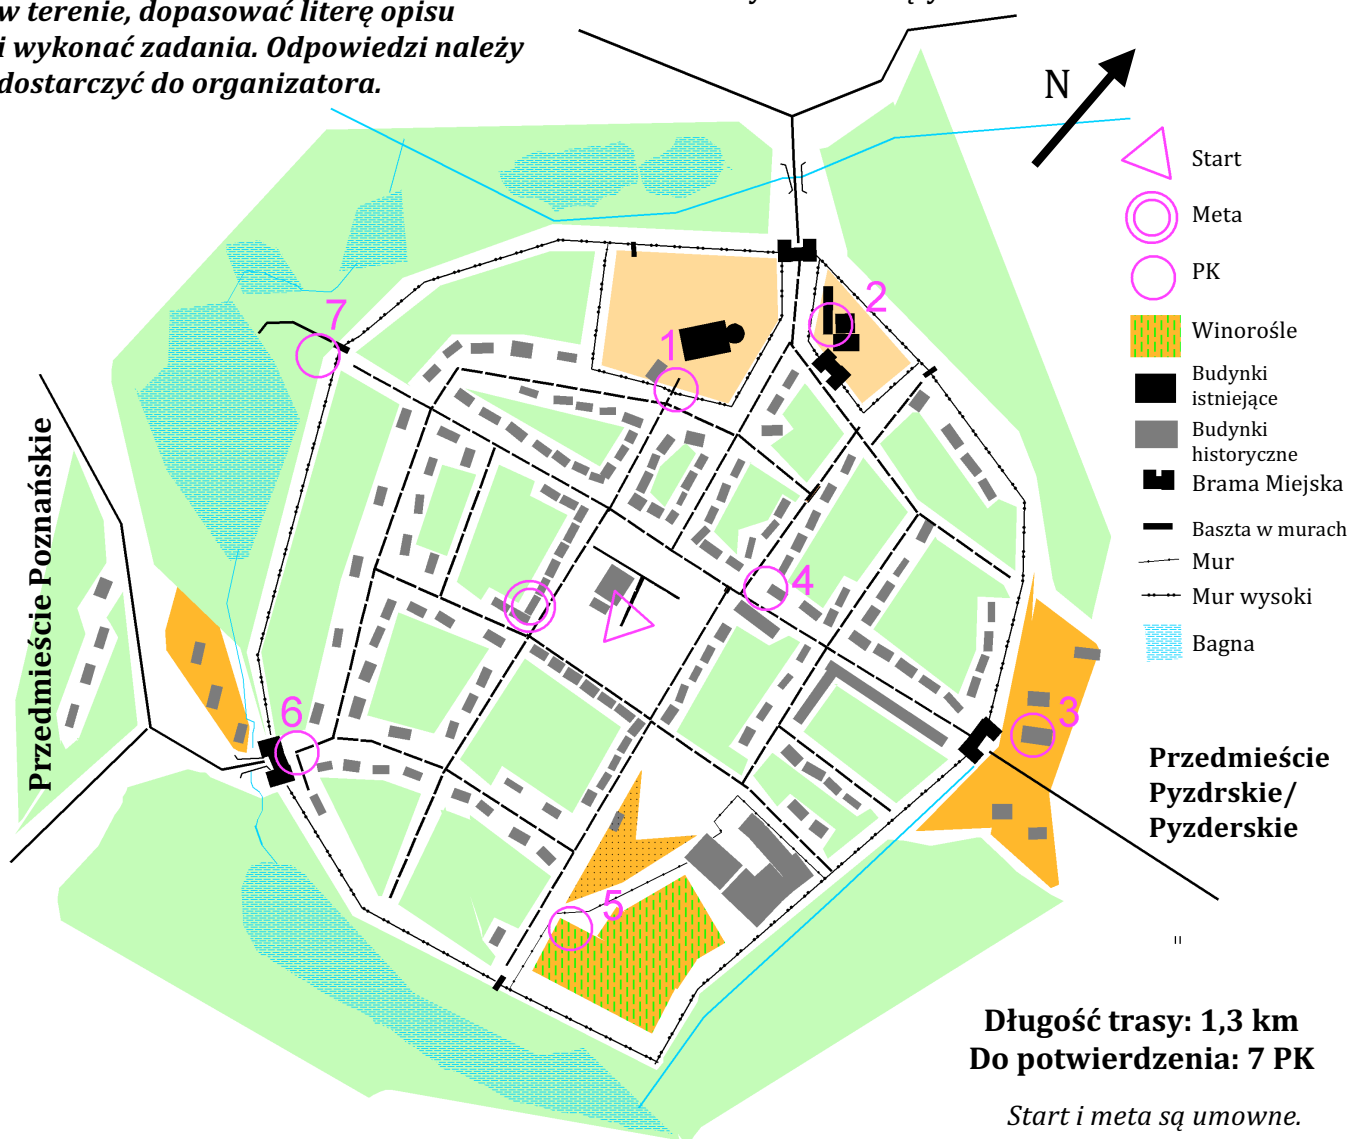 w terenie, dopasować literę opisu
i wykonać zadania. Odpowiedzi należy
dostarczyć do organizatora.
N
Start
Meta
PK
Winorośle
Budynki
istniejące
Budynki
historyczne
Brama Miejska
Baszta w murach
Mur
Mur wysoki
Bagna
1
2
3
4
5
6
7
Przedmieście Poznańskie
Przedmieście
Pyzdrskie/
Pyzderskie
Długość trasy: 1,3 km
Do potwierdzenia: 7 PK
Start i meta są umowne.